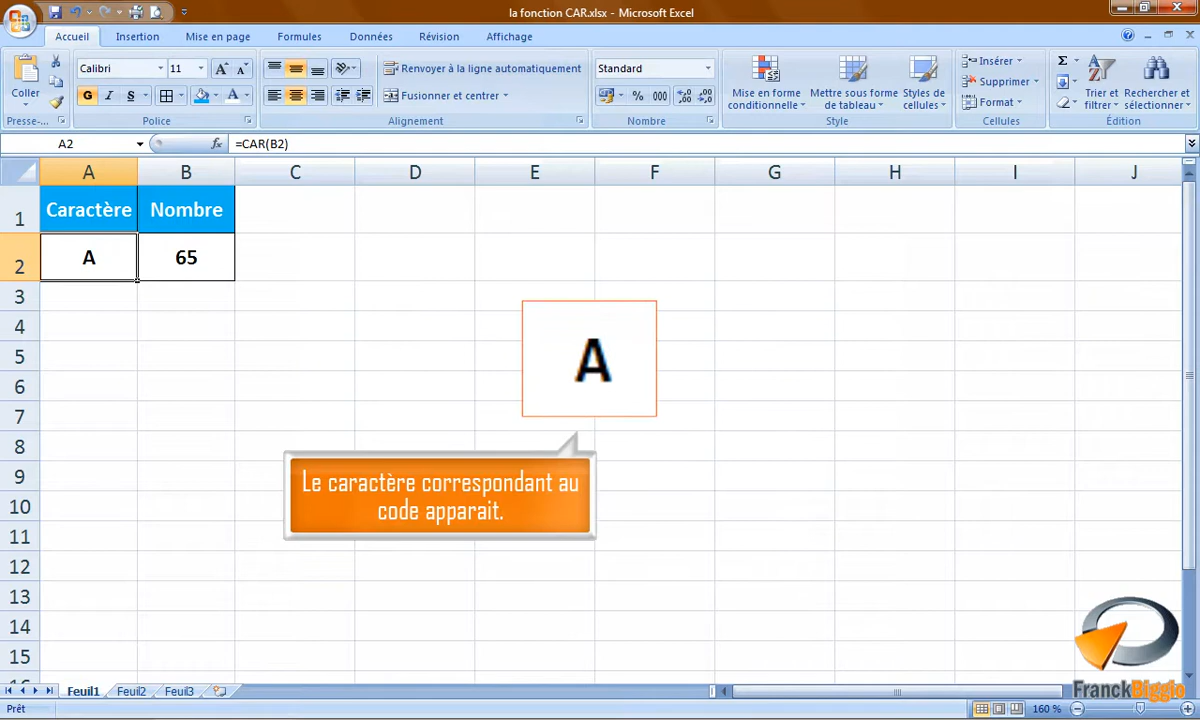 la fonction CAR.xlsx - Microsoft Excel
Accueil Insertion Mise en page Formules Données Révision Affichage
Coller
Presse-...
Calibri 11
G I S
Police
Renvoyer à la ligne automatiquement
Fusionner et centrer
Alignement
Standard
% 000
Nombre
Mise en forme conditionnelle
Mettre sous forme de tableau
Styles de cellules
Style
Insérer
Supprimer
Format
Cellules
Σ
Trier et filtrer
Rechercher et sélectionner
Édition
A2 fx =CAR(B2)
A B C D E F G H I J
1 Caractère Nombre
2 A 65
3
4
5
A
6
7
8
9
Le caractère correspondant au
code apparait.
10
11
12
13
14
15
16
FranckBiggio
Feuil1 Feuil2 Feuil3
Prêt 160 %